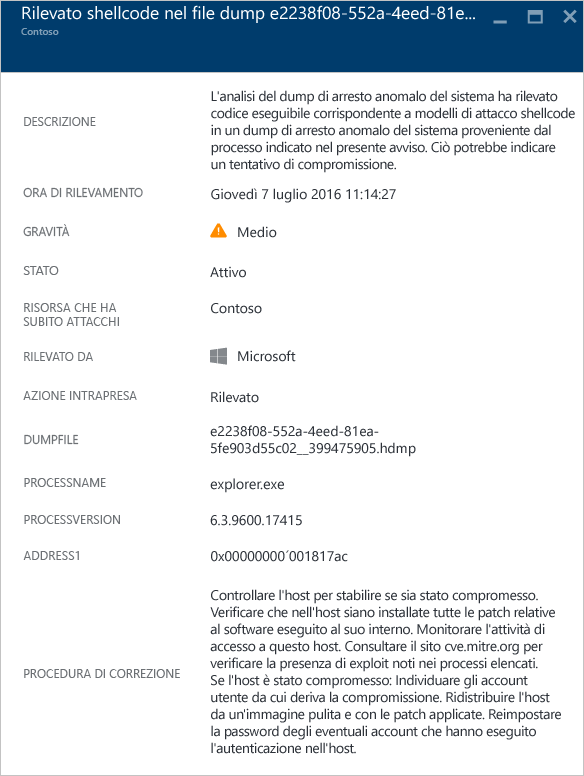 Rilevato shellcode nel file dump e2238f08-552a-4eed-81e...
Contoso
DESCRIZIONE
L'analisi del dump di arresto anomalo del sistema ha rilevato
codice eseguibile corrispondente a modelli di attacco shellcode
in un dump di arresto anomalo del sistema proveniente dal
processo indicato nel presente avviso. Ciò potrebbe indicare
un tentativo di compromissione.
ORA DI RILEVAMENTO
Giovedì 7 luglio 2016 11:14:27
GRAVITÀ
Medio
STATO
Attivo
RISORSA CHE HA
SUBITO ATTACCHI
Contoso
RILEVATO DA
Microsoft
AZIONE INTRAPRESA
Rilevato
DUMPFILE
e2238f08-552a-4eed-81ea-
5fe903d55c02__399475905.hdmp
PROCESSNAME
explorer.exe
PROCESSVERSION
6.3.9600.17415
ADDRESS1
0x00000000´001817ac
PROCEDURA DI CORREZIONE
Controllare l'host per stabilire se sia stato compromesso.
Verificare che nell'host siano installate tutte le patch relative
al software eseguito al suo interno. Monitorare l'attività di
accesso a questo host. Consultare il sito cve.mitre.org per
verificare la presenza di exploit noti nei processi elencati.
Se l'host è stato compromesso: Individuare gli account
utente da cui deriva la compromissione. Ridistribuire l'host
da un'immagine pulita e con le patch applicate. Reimpostare
la password degli eventuali account che hanno eseguito
l'autenticazione nell'host.